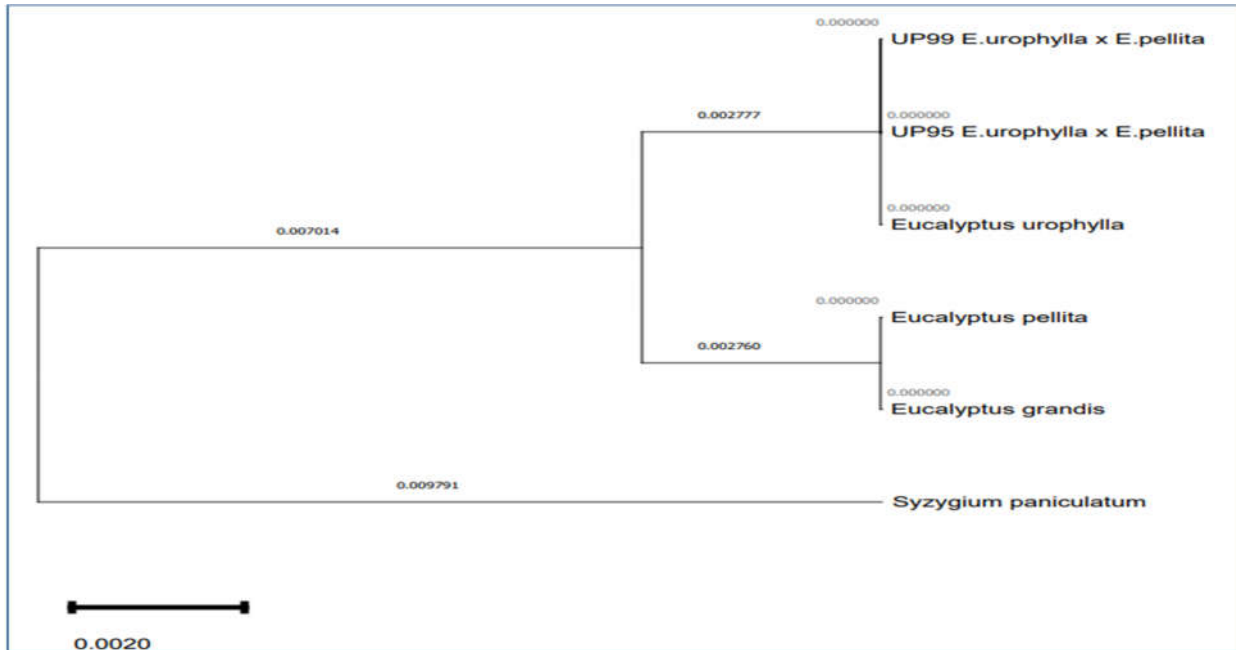 0.000000
UP99 E.urophylla x E.pellita
0.002777
0.000000
UP95 E.urophylla x E.pellita
0.000000
Eucalyptus urophylla
0.007014
0.000000
Eucalyptus pellita
0.002760
0.000000
Eucalyptus grandis
0.009791
Syzygium paniculatum
0.0020